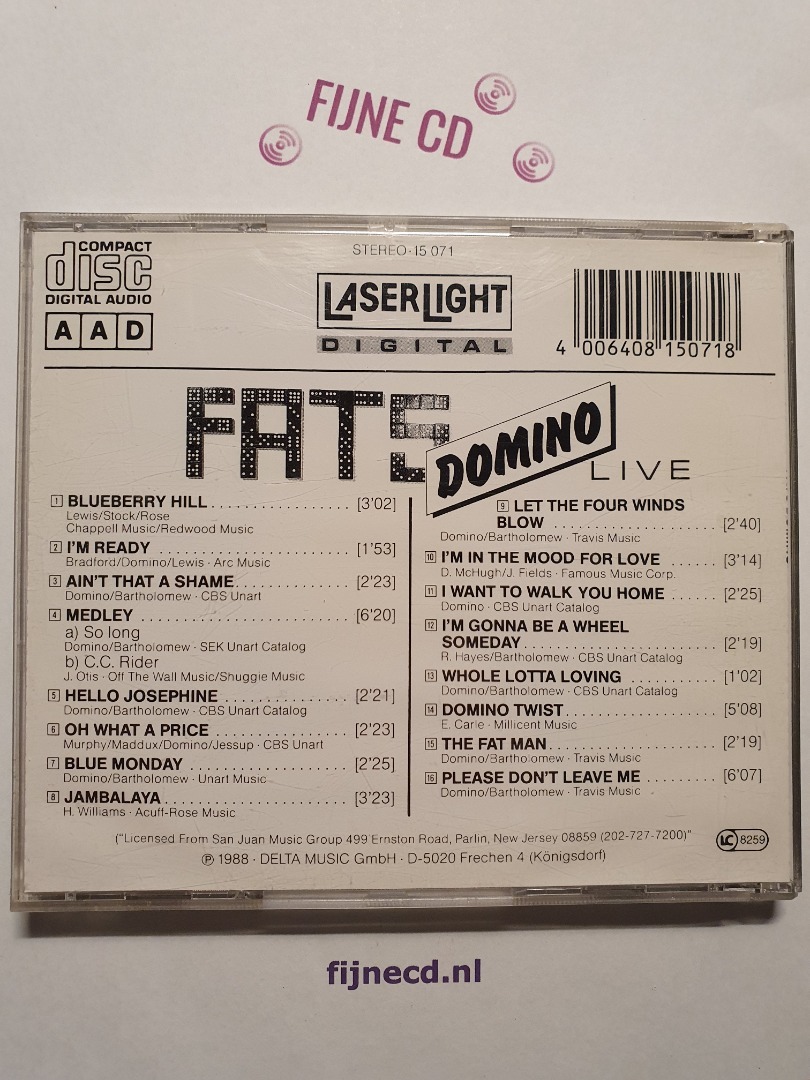 FIJNE CD
COMPACT
disc
DIGITAL AUDIO
A A D
STEREO·15 071
LASERLIGHT
DIGITAL
4 006408 150718
FATS DOMINO LIVE
1 BLUEBERRY HILL . . . . . . . . . . . . . . . . . [3'02]
Lewis/Stock/Rose
Chappell Music/Redwood Music
2 I'M READY . . . . . . . . . . . . . . . . . . . . . . . [1'53]
Bradford/Domino/Lewis · Arc Music
3 AIN'T THAT A SHAME. . . . . . . . . . . . . . [2'23]
Domino/Bartholomew · CBS Unart
4 MEDLEY . . . . . . . . . . . . . . . . . . . . . . . . . [6'20]
a) So long
Domino/Bartholomew · SEK Unart Catalog
b) C.C. Rider
J. Otis · Off The Wall Music/Shuggie Music
5 HELLO JOSEPHINE . . . . . . . . . . . . . . . . [2'21]
Domino/Bartholomew · CBS Unart Catalog
6 OH WHAT A PRICE . . . . . . . . . . . . . . . . . [2'23]
Murphy/Maddux/Domino/Jessup · CBS Unart
7 BLUE MONDAY . . . . . . . . . . . . . . . . . . . . [2'25]
Domino/Bartholomew · Unart Music
8 JAMBALAYA . . . . . . . . . . . . . . . . . . . . . . [3'23]
H. Williams · Acuff-Rose Music
9 LET THE FOUR WINDS
BLOW . . . . . . . . . . . . . . . . . . . [2'40]
Domino/Bartholomew · Travis Music
10 I'M IN THE MOOD FOR LOVE . . . . . . [3'14]
D. McHugh/J. Fields · Famous Music Corp.
11 I WANT TO WALK YOU HOME . . . . . . [2'25]
Domino · CBS Unart Catalog
12 I'M GONNA BE A WHEEL
SOMEDAY . . . . . . . . . . . . . . . . . . . . . . . [2'19]
R. Hayes/Bartholomew · CBS Unart Catalog
13 WHOLE LOTTA LOVING . . . . . . . . . . . [1'02]
Domino/Bartholomew · CBS Unart Catalog
14 DOMINO TWIST. . . . . . . . . . . . . . . . . . . [5'08]
E. Carle · Millicent Music
15 THE FAT MAN. . . . . . . . . . . . . . . . . . . . . [2'19]
Domino/Bartholomew · Travis Music
16 PLEASE DON'T LEAVE ME . . . . . . . . . [6'07]
Domino/Bartholomew · Travis Music
("Licensed From San Juan Music Group 499 Ernston Road, Parlin, New Jersey 08859 (202-727-7200)"
℗ 1988 · DELTA MUSIC GmbH · D-5020 Frechen 4 (Königsdorf)
LC 8259
fijnecd.nl